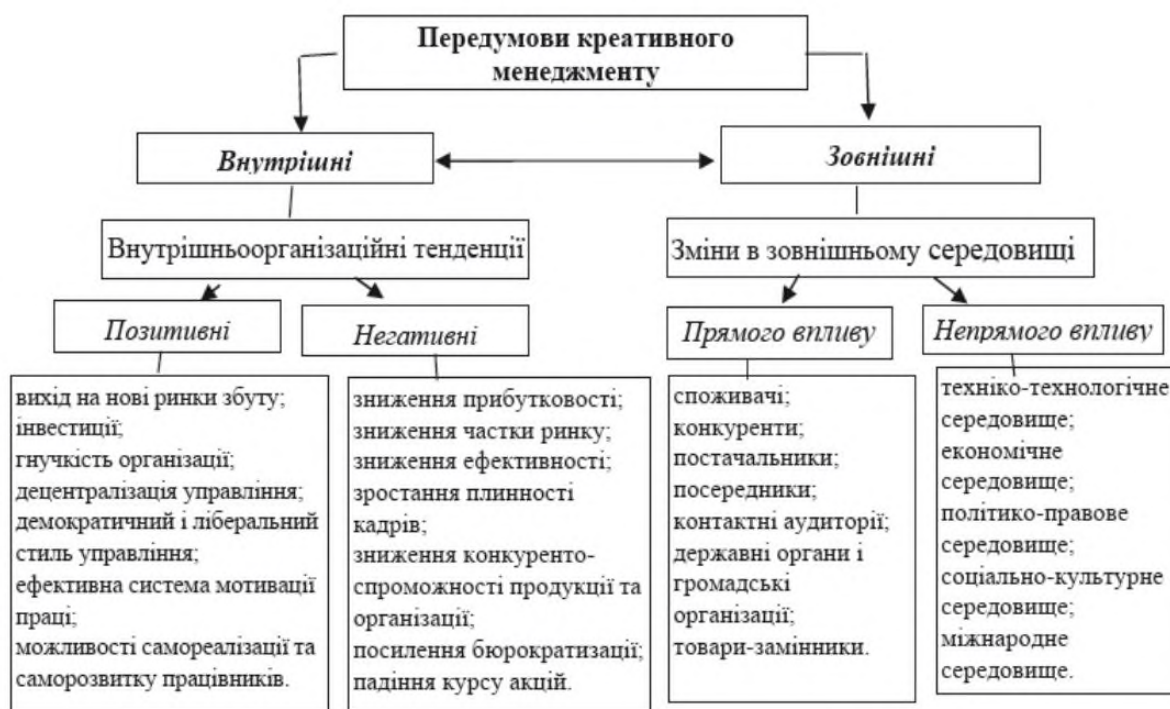 Передумови креативного
менеджменту
Внутрішні
Зовнішні
Внутрішньоорганізаційні тенденції
Зміни в зовнішньому середовищі
Позитивні
Негативні
Прямого впливу
Непрямого впливу
вихід на нові ринки збуту;
інвестиції;
гнучкість організації;
децентралізація управління;
демократичний і ліберальний
стиль управління;
ефективна система мотивації
праці;
можливості самореалізації та
саморозвитку працівників.
зниження прибутковості;
зниження частки ринку;
зниження ефективності;
зростання плинності
кадрів;
зниження конкуренто-
спроможності продукції та
організації;
посилення бюрократизації;
падіння курсу акцій.
споживачі;
конкуренти;
постачальники;
посередники;
контактні аудиторії;
державні органи і
громадські
організації;
товари-замінники.
техніко-технологічне
середовище;
економічне
середовище;
політико-правове
середовище;
соціально-культурне
середовище;
міжнародне
середовище.